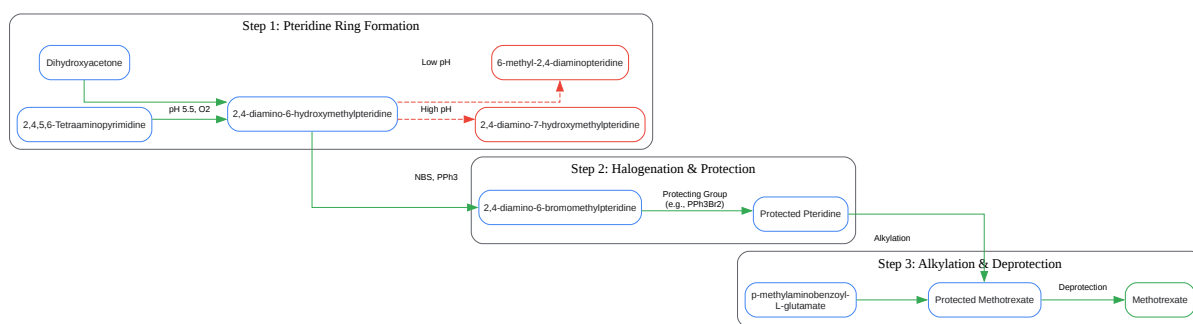 Step 1: Pteridine Ring Formation
Dihydroxyacetone
Low pH
6-methyl-2,4-diaminopteridine
2,4,5,6-Tetraaminopyrimidine
pH 5.5, O2
2,4-diamino-6-hydroxymethylpteridine
High pH
2,4-diamino-7-hydroxymethylpteridine
NBS, PPh3
Step 2: Halogenation & Protection
2,4-diamino-6-bromomethylpteridine
Protecting Group
(e.g., PPh3Br2)
Protected Pteridine
Alkylation
Step 3: Alkylation & Deprotection
p-methylaminobenzoyl-
L-glutamate
Protected Methotrexate
Deprotection
Methotrexate